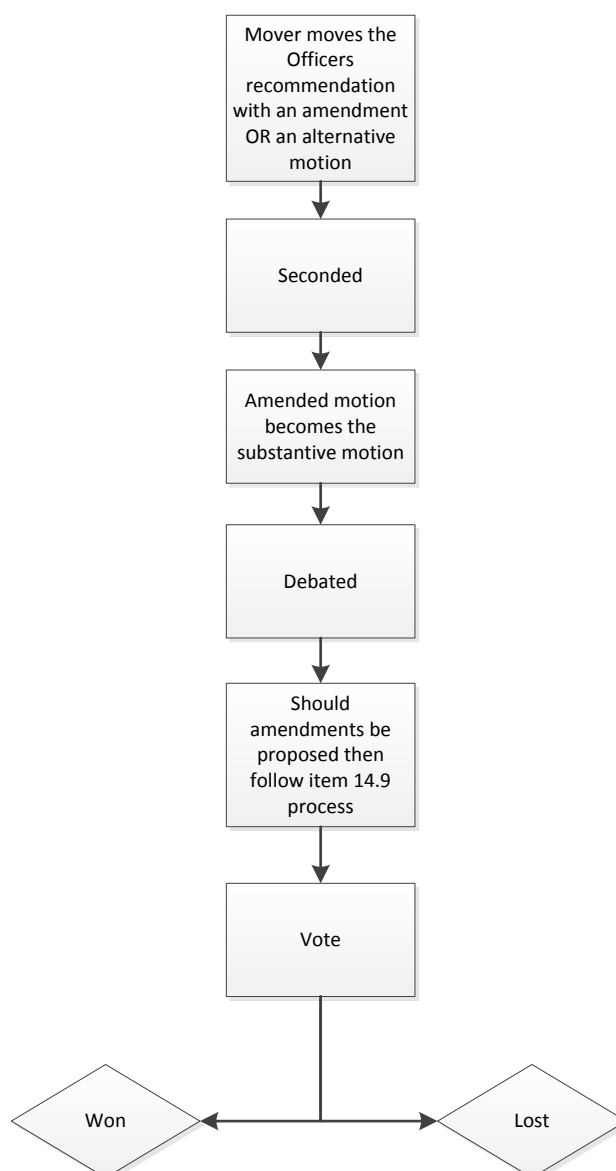 Mover moves the
Officers
recommendation
with an amendment
OR an alternative
motion
Seconded
Amended motion
becomes the
substantive motion
Debated
Should
amendments be
proposed then
follow item 14.9
process
Vote
Won
Lost